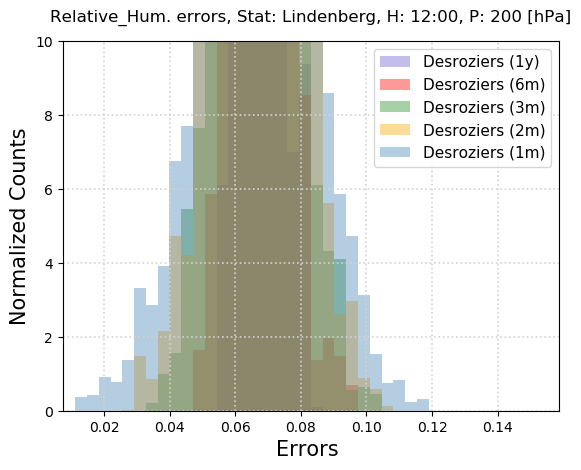 Relative_Hum. errors, Stat: Lindenberg, H: 12:00, P: 200 [hPa]
Desroziers (1y)
Desroziers (6m)
Desroziers (3m)
Desroziers (2m)
Desroziers (1m)
Normalized Counts
10
8
6
4
2
0
0.02 0.04 0.06 0.08 0.10 0.12 0.14
Errors